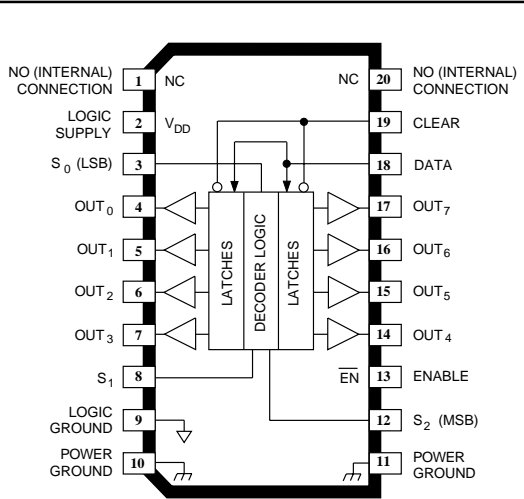 NO (INTERNAL)
CONNECTION
1
NC
NC
20
NO (INTERNAL)
CONNECTION
LOGIC
SUPPLY
2
VDD
19
CLEAR
S0 (LSB)
3
18
DATA
OUT0
4
17
OUT7
OUT1
5
16
OUT6
OUT2
6
15
OUT5
OUT3
7
14
OUT4
LATCHES
DECODER LOGIC
LATCHES
S1
8
EN
13
ENABLE
LOGIC
GROUND
9
12
S2 (MSB)
POWER
GROUND
10
11
POWER
GROUND